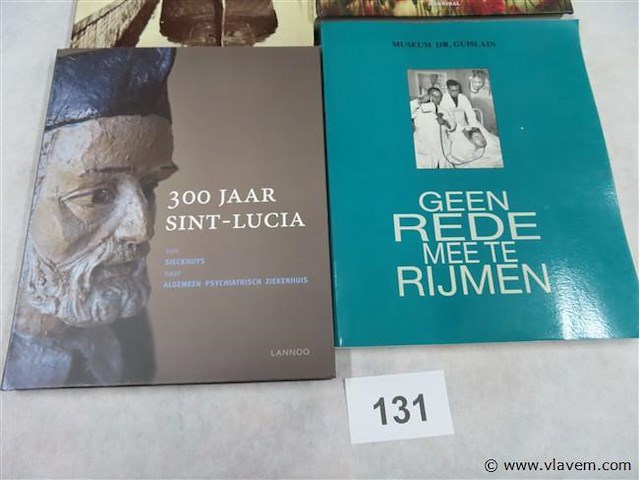 HANNIBAL
300 JAAR
SINT-LUCIA
van
SIECKHUYS
naar
ALGEMEEN PSYCHIATRISCH ZIEKENHUIS
LANNOO
MUSEUM DR. GUISLAIN
GEEN
REDE
MEE TE
RIJMEN
131
© www.vlavem.com